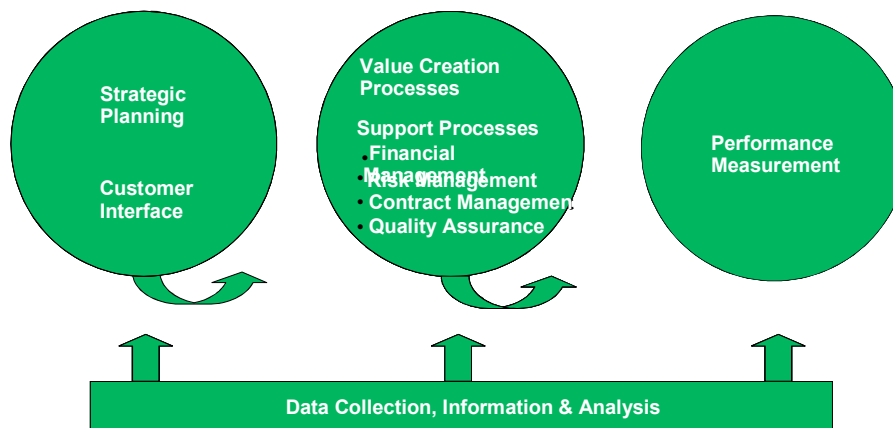 Strategic
Planning
Customer
Interface
Value Creation
Processes
Support Processes
• Financial
Management
• Risk Management
• Contract Managemen
• Quality Assurance
Performance
Measurement
Data Collection, Information & Analysis